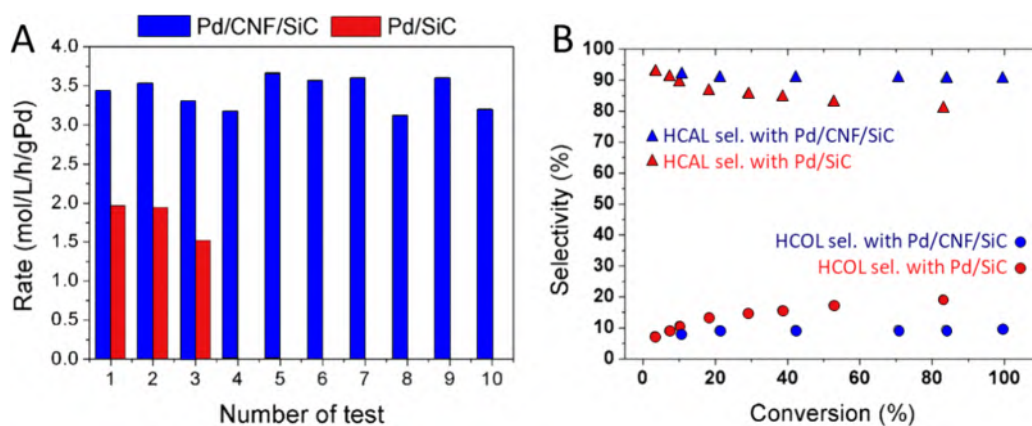 A
Pd/CNF/SiC
Pd/SiC
4.0
3.5
3.0
2.5
2.0
1.5
1.0
0.5
0.0
Rate (mol/L/h/gPd)
1 2 3 4 5 6 7 8 9 10
Number of test
B
100
90
80
70
60
50
40
30
20
10
0
Selectivity (%)
HCAL sel. with Pd/CNF/SiC
HCAL sel. with Pd/SiC
HCOL sel. with Pd/CNF/SiC
HCOL sel. with Pd/SiC
0 20 40 60 80 100
Conversion (%)